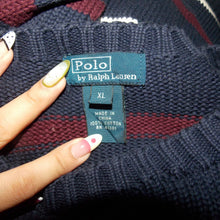 Polo
by Ralph Lauren
XL
MADE IN
CHINA
100% COTTON